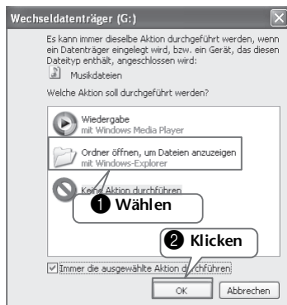 Wechseldatenträger (G:)
Es kann immer dieselbe Aktion durchgeführt werden, wenn
ein Datenträger eingelegt wird, bzw. ein Gerät, das diesen
Dateityp enthält, angeschlossen wird:
Musikdateien
Welche Aktion soll durchgeführt werden?
Wiedergabe
mit Windows Media Player
Ordner öffnen, um Dateien anzuzeigen
mit Windows-Explorer
Keine Aktion durchführen
1 Wählen
2 Klicken
Immer die ausgewählte Aktion durchführen
OK
Abbrechen